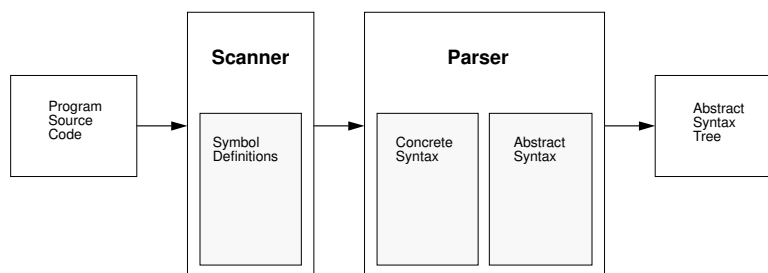 Scanner
Parser
Program
Source
Code
Symbol
Definitions
Concrete
Syntax
Abstract
Syntax
Abstract
Syntax
Tree